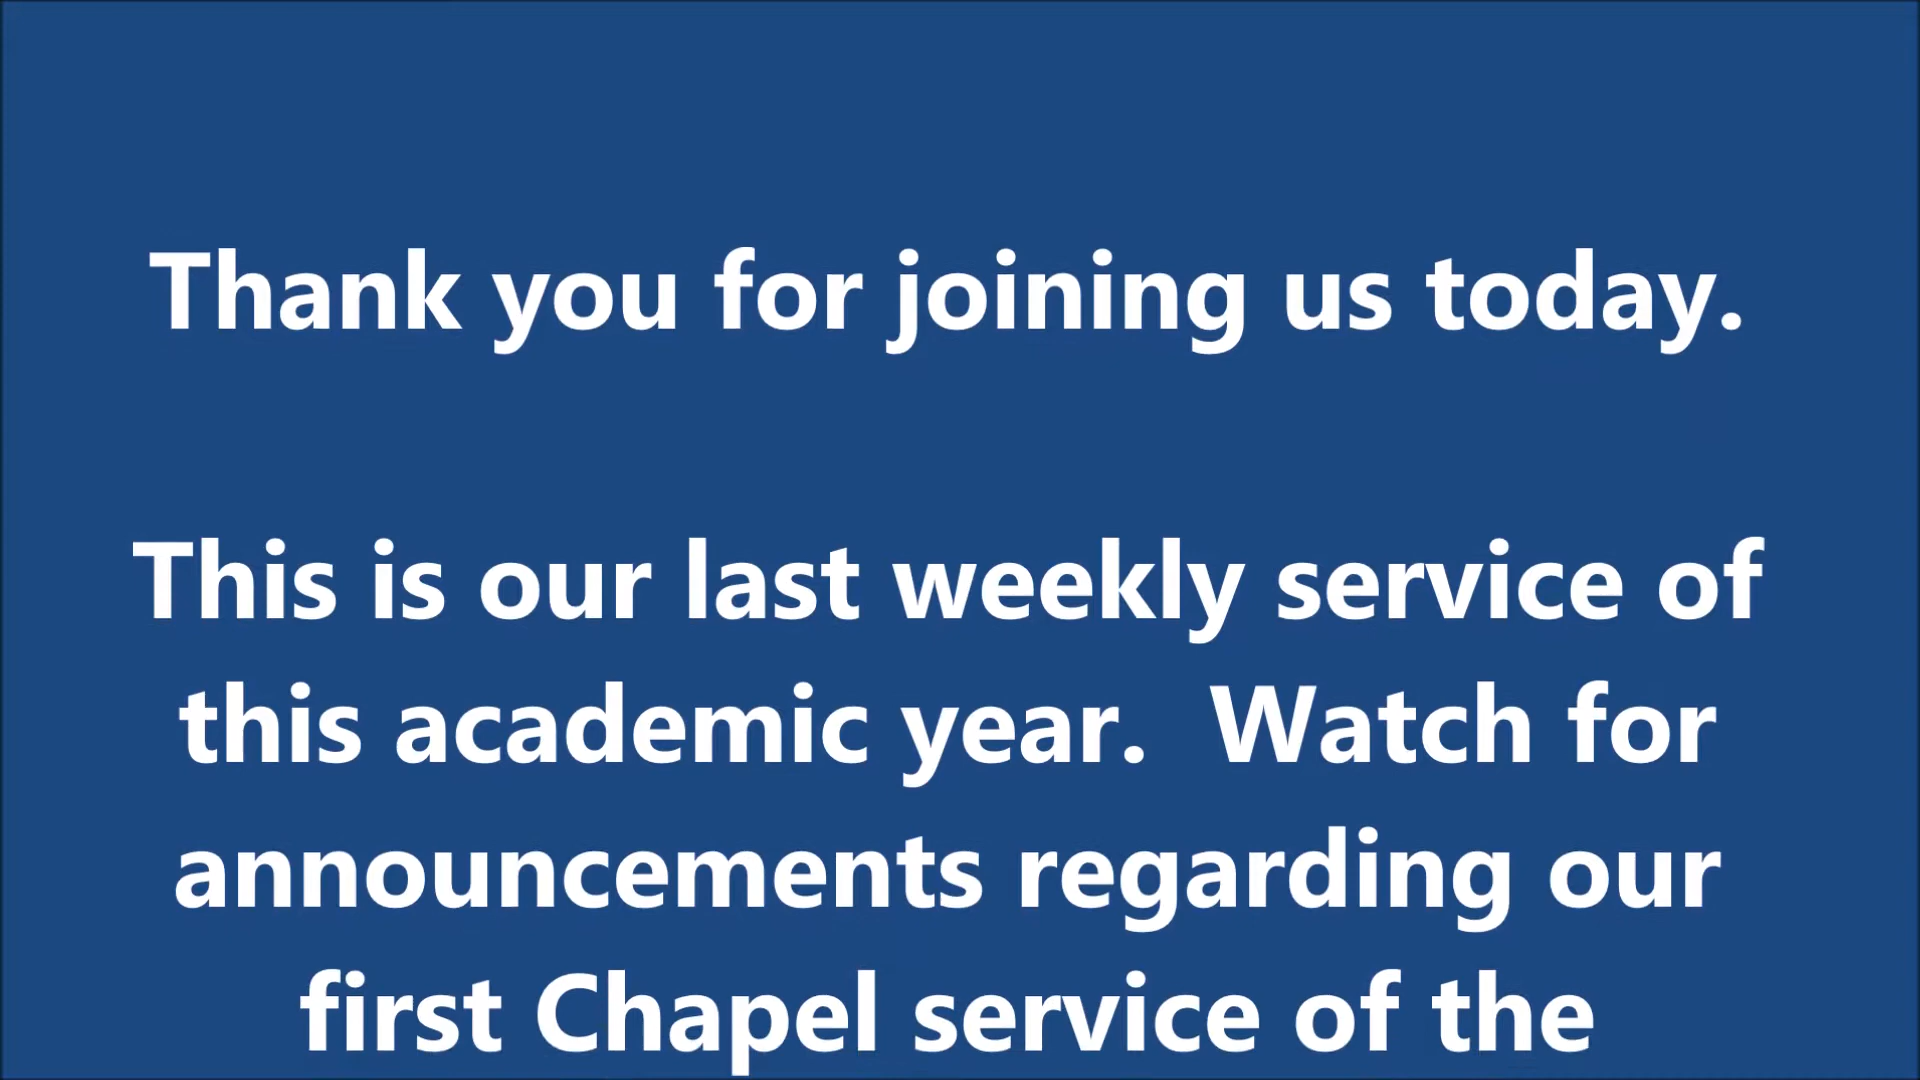 Thank you for joining us today.
This is our last weekly service of
this academic year.  Watch for
announcements regarding our
first Chapel service of the